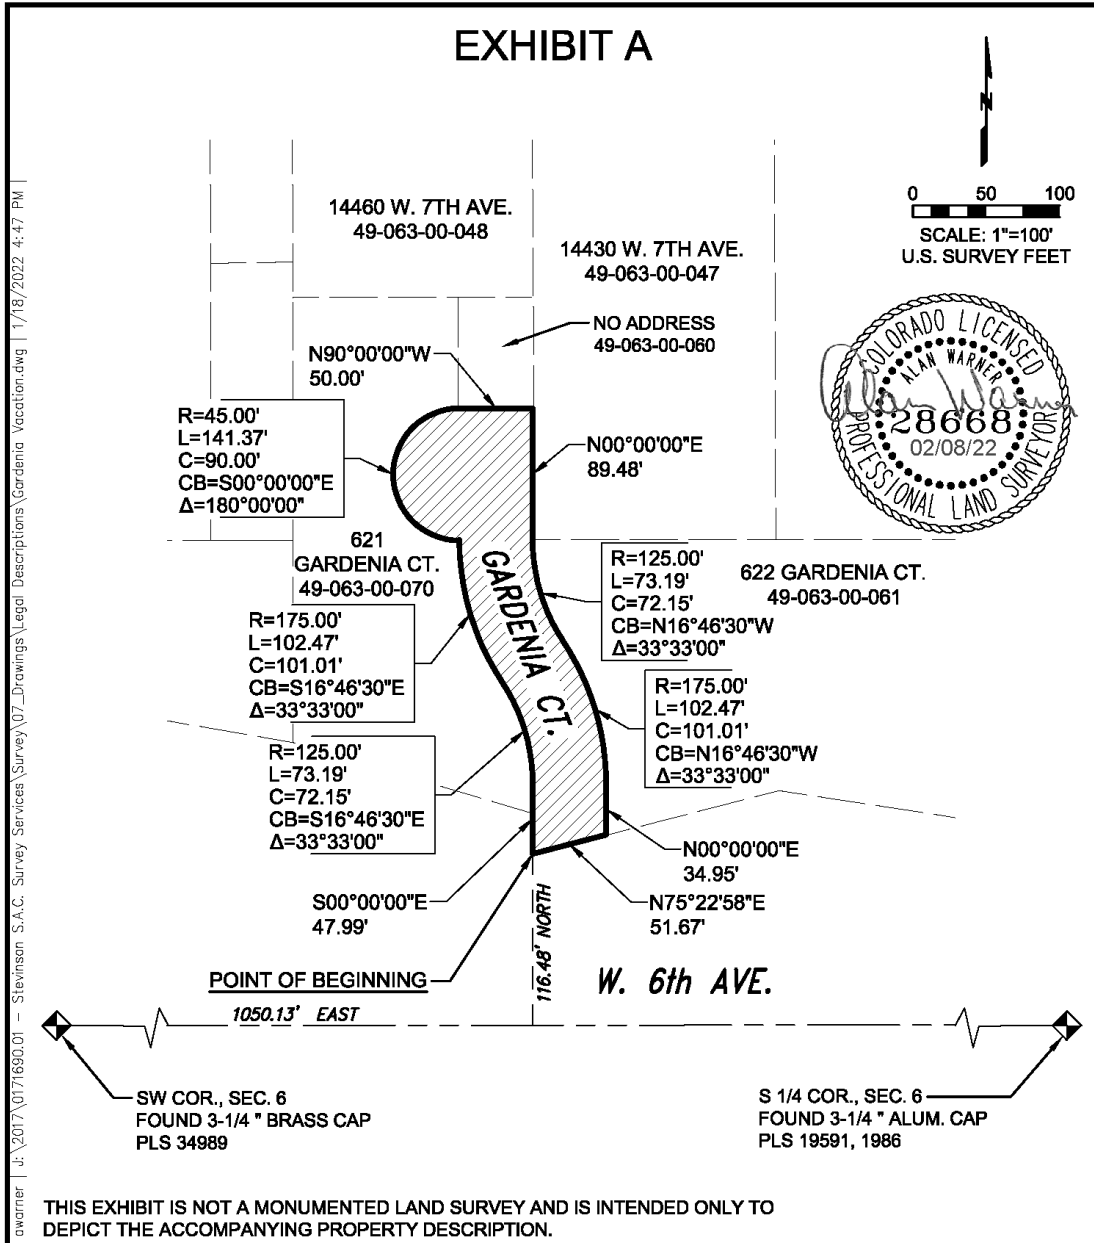 EXHIBIT A
N
0 50 100
SCALE: 1"=100'
U.S. SURVEY FEET
14460 W. 7TH AVE.
49-063-00-048
14430 W. 7TH AVE.
49-063-00-047
NO ADDRESS
49-063-00-060
COLORADO LICENSED
ALAN WARNER
28668
02/08/22
PROFESSIONAL LAND SURVEYOR
N90°00'00"W
50.00'
R=45.00'
L=141.37'
C=90.00'
CB=S00°00'00"E
Δ=180°00'00"
N00°00'00"E
89.48'
621
GARDENIA CT.
49-063-00-070
GARDENIA CT.
R=125.00'
L=73.19'
C=72.15'
CB=N16°46'30"W
Δ=33°33'00"
622 GARDENIA CT.
49-063-00-061
R=175.00'
L=102.47'
C=101.01'
CB=S16°46'30"E
Δ=33°33'00"
R=175.00'
L=102.47'
C=101.01'
CB=N16°46'30"W
Δ=33°33'00"
R=125.00'
L=73.19'
C=72.15'
CB=S16°46'30"E
Δ=33°33'00"
N00°00'00"E
34.95'
S00°00'00"E
47.99'
N75°22'58"E
51.67'
POINT OF BEGINNING
116.48' NORTH
W. 6th AVE.
1050.13' EAST
SW COR., SEC. 6
FOUND 3-1/4 " BRASS CAP
PLS 34989
S 1/4 COR., SEC. 6
FOUND 3-1/4 " ALUM. CAP
PLS 19591, 1986
THIS EXHIBIT IS NOT A MONUMENTED LAND SURVEY AND IS INTENDED ONLY TO
DEPICT THE ACCOMPANYING PROPERTY DESCRIPTION.
awarner | J:\2017\0171690.01 - Stevinson S.A.C. Survey Services\Survey\07_Drawings\Legal Descriptions\Gardenia Vacation.dwg | 1/18/2022 4:47 PM |